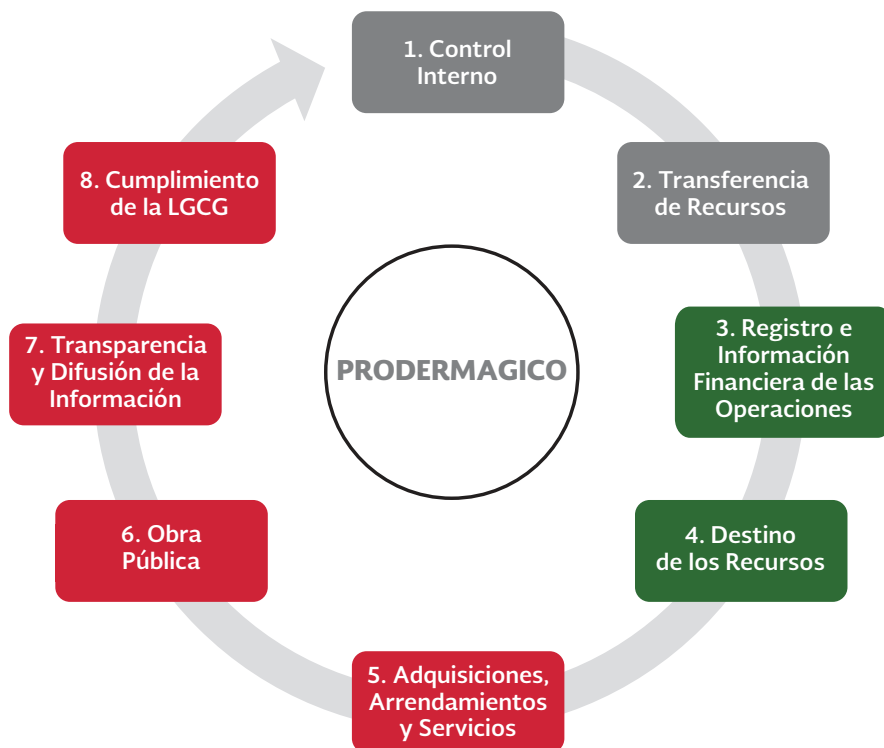 1. Control
Interno
2. Transferencia
de Recursos
3. Registro e
Información
Financiera de las
Operaciones
4. Destino
de los Recursos
5. Adquisiciones,
Arrendamientos
y Servicios
6. Obra
Pública
7. Transparencia
y Difusión de la
Información
8. Cumplimiento
de la LGCG
PRODERMAGICO